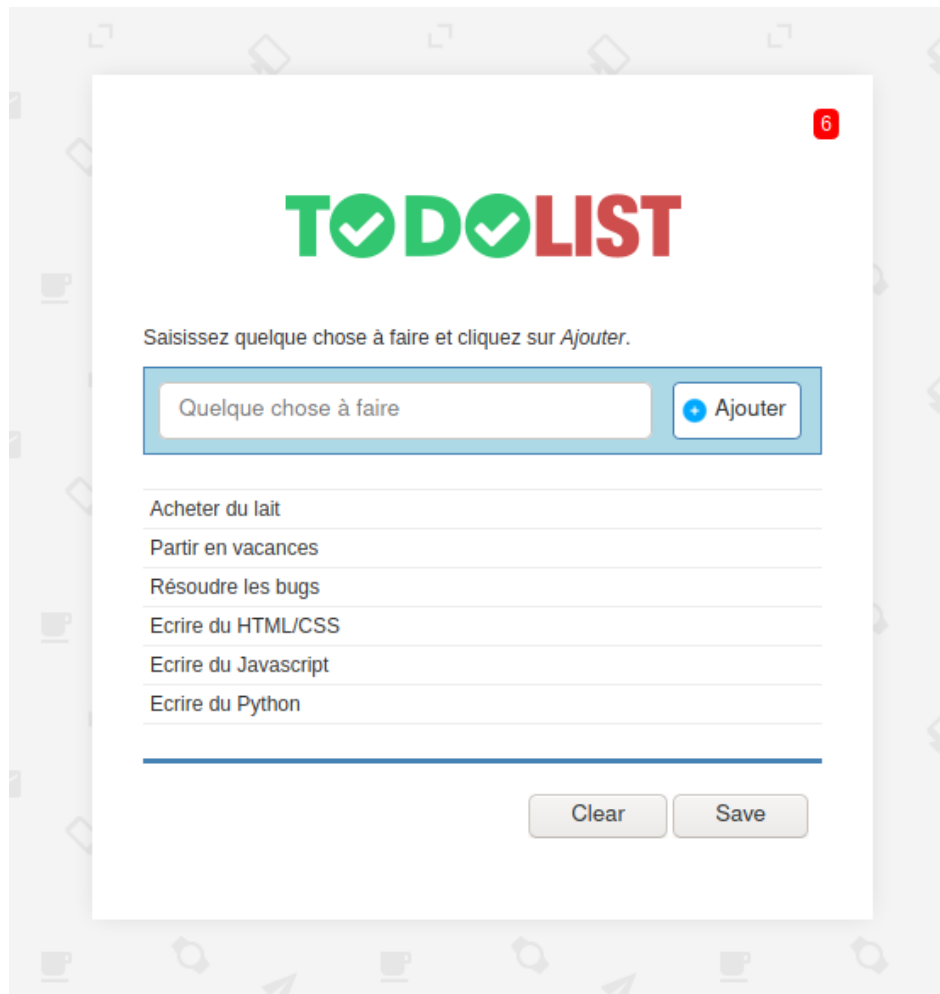 6
TODOLIST
Saisissez quelque chose à faire et cliquez sur Ajouter.
Quelque chose à faire
Ajouter
Acheter du lait
Partir en vacances
Résoudre les bugs
Ecrire du HTML/CSS
Ecrire du Javascript
Ecrire du Python
Clear
Save